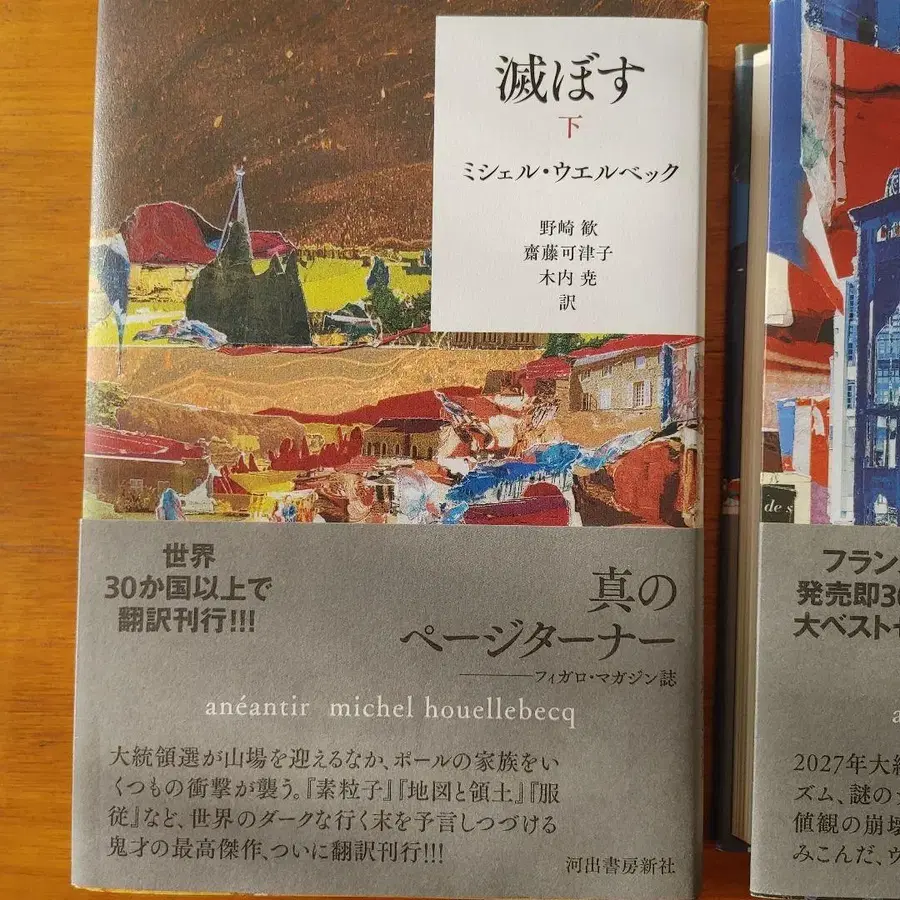 滅ぼす
下
ミシェル・ウエルベック
野崎 歓
齋藤可津子
木内 尭
訳
世界
30か国以上で
翻訳刊行!!!
真の
ページターナー
――フィガロ・マガジン誌
anéantir michel houellebecq
大統領選が山場を迎えるなか、ポールの家族をい
くつもの衝撃が襲う。『素粒子』『地図と領土』『服
従』など、世界のダークな行く末を予言しつづける
鬼才の最高傑作、ついに翻訳刊行!!!
河出書房新社
de s
フラン
発売即3
大ベスト
a
2027年大統
ズム、謎の
値観の崩壊
みこんだ、ウ